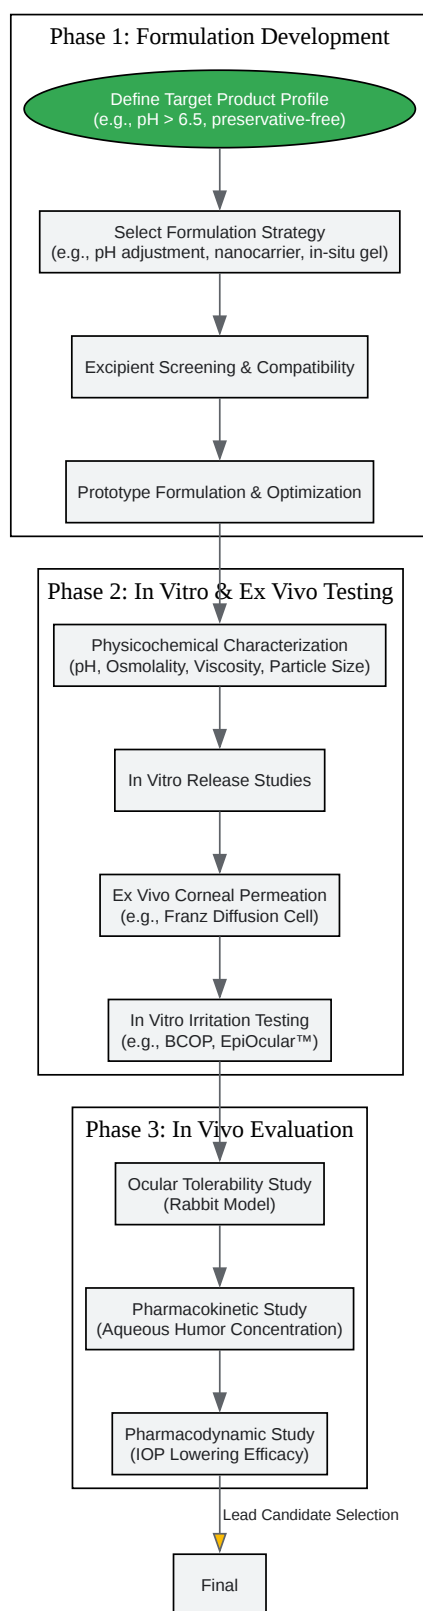 Phase 1: Formulation Development
Define Target Product Profile
(e.g., pH > 6.5, preservative-free)
Select Formulation Strategy
(e.g., pH adjustment, nanocarrier, in-situ gel)
Excipient Screening & Compatibility
Prototype Formulation & Optimization
Phase 2: In Vitro & Ex Vivo Testing
Physicochemical Characterization
(pH, Osmolality, Viscosity, Particle Size)
In Vitro Release Studies
Ex Vivo Corneal Permeation
(e.g., Franz Diffusion Cell)
In Vitro Irritation Testing
(e.g., BCOP, EpiOcular™)
Phase 3: In Vivo Evaluation
Ocular Tolerability Study
(Rabbit Model)
Pharmacokinetic Study
(Aqueous Humor Concentration)
Pharmacodynamic Study
(IOP Lowering Efficacy)
Lead Candidate Selection
Final